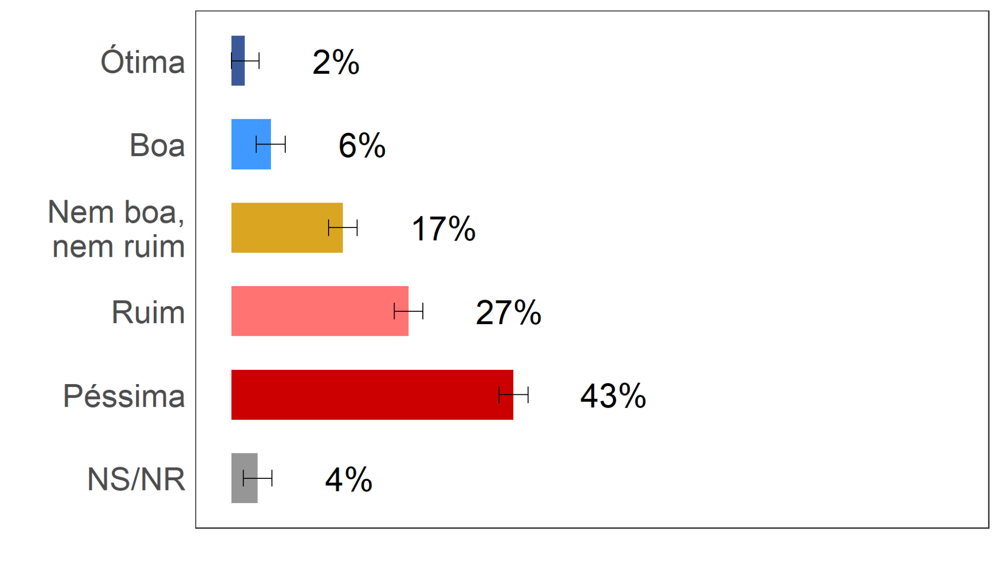 Ótima 2%
Boa 6%
Nem boa,
nem ruim 17%
Ruim 27%
Péssima 43%
NS/NR 4%